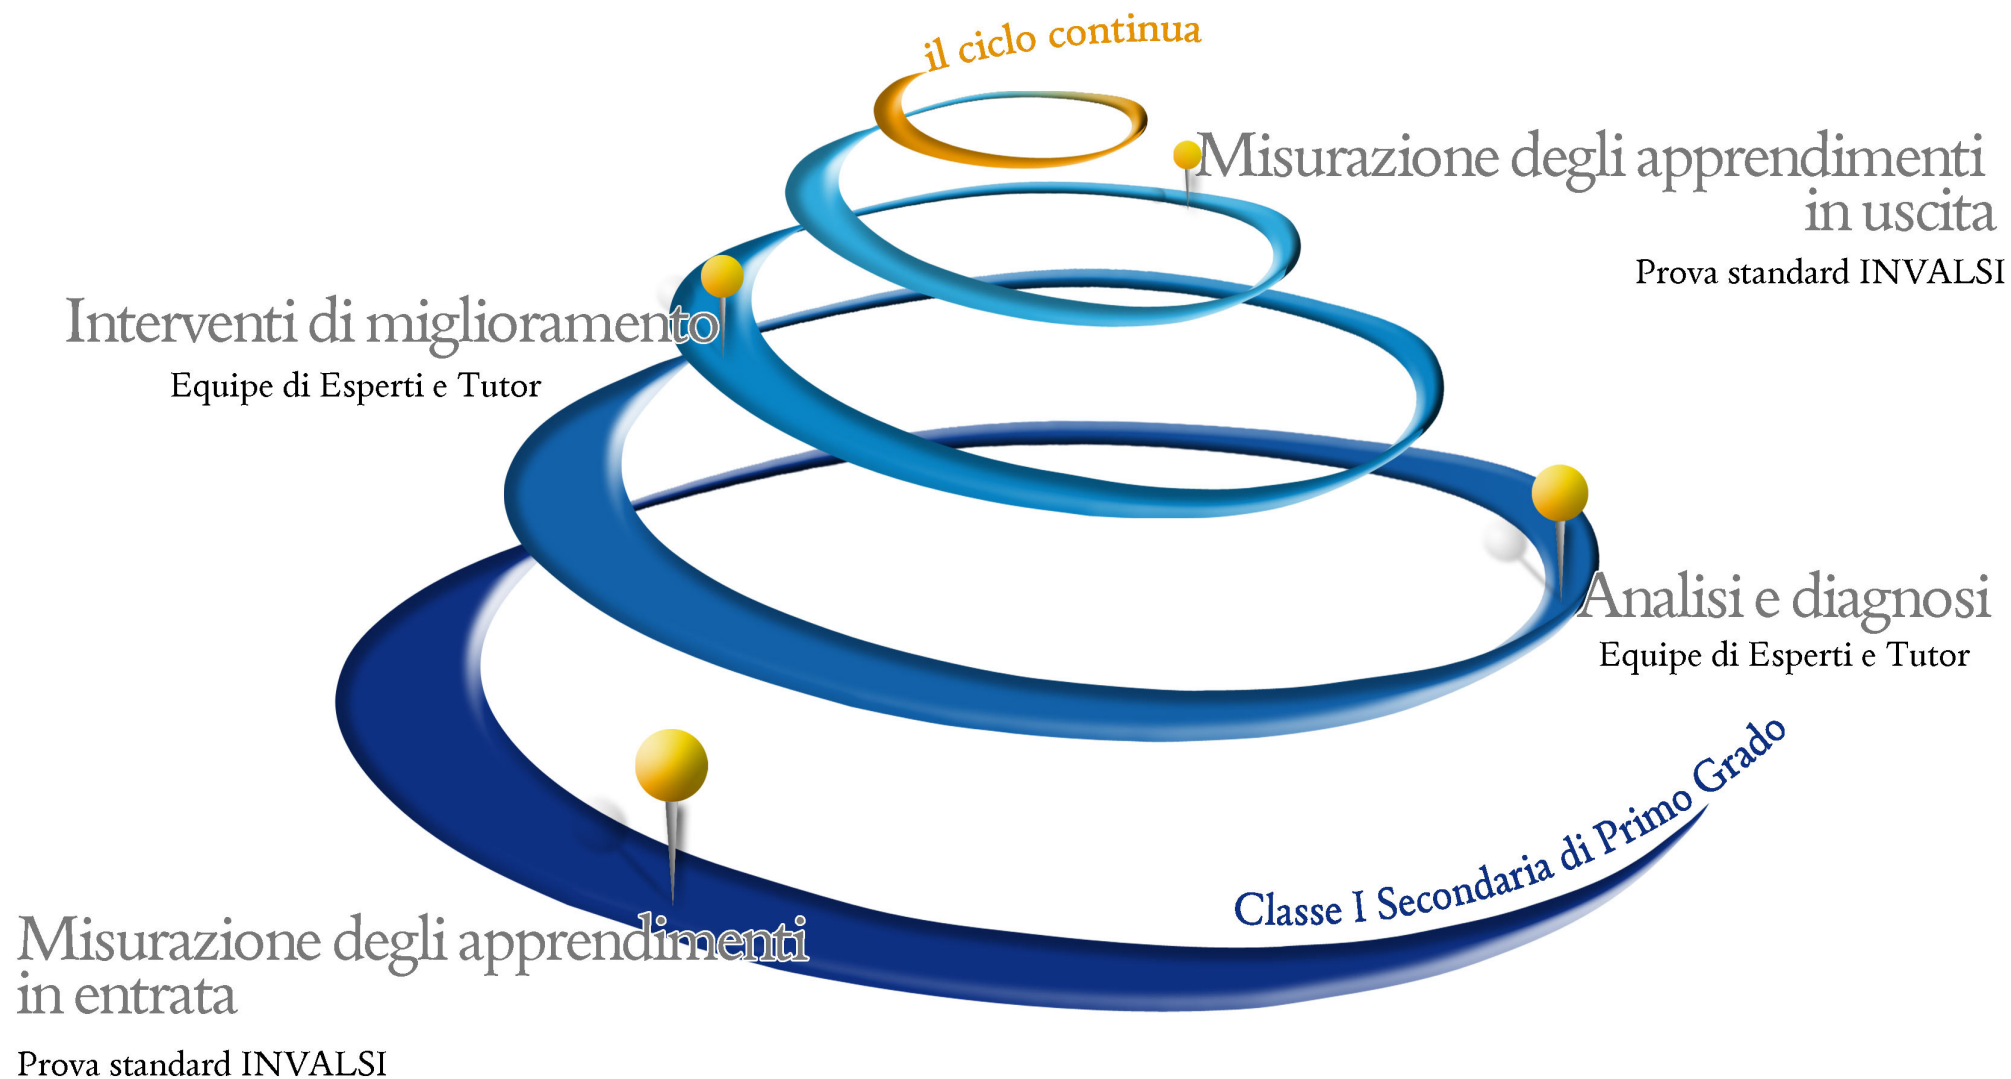 il ciclo continua
Misurazione degli apprendimenti
in uscita
Prova standard INVALSI
Interventi di miglioramento
Equipe di Esperti e Tutor
Analisi e diagnosi
Equipe di Esperti e Tutor
Classe I Secondaria di Primo Grado
Misurazione degli apprendimenti
in entrata
Prova standard INVALSI